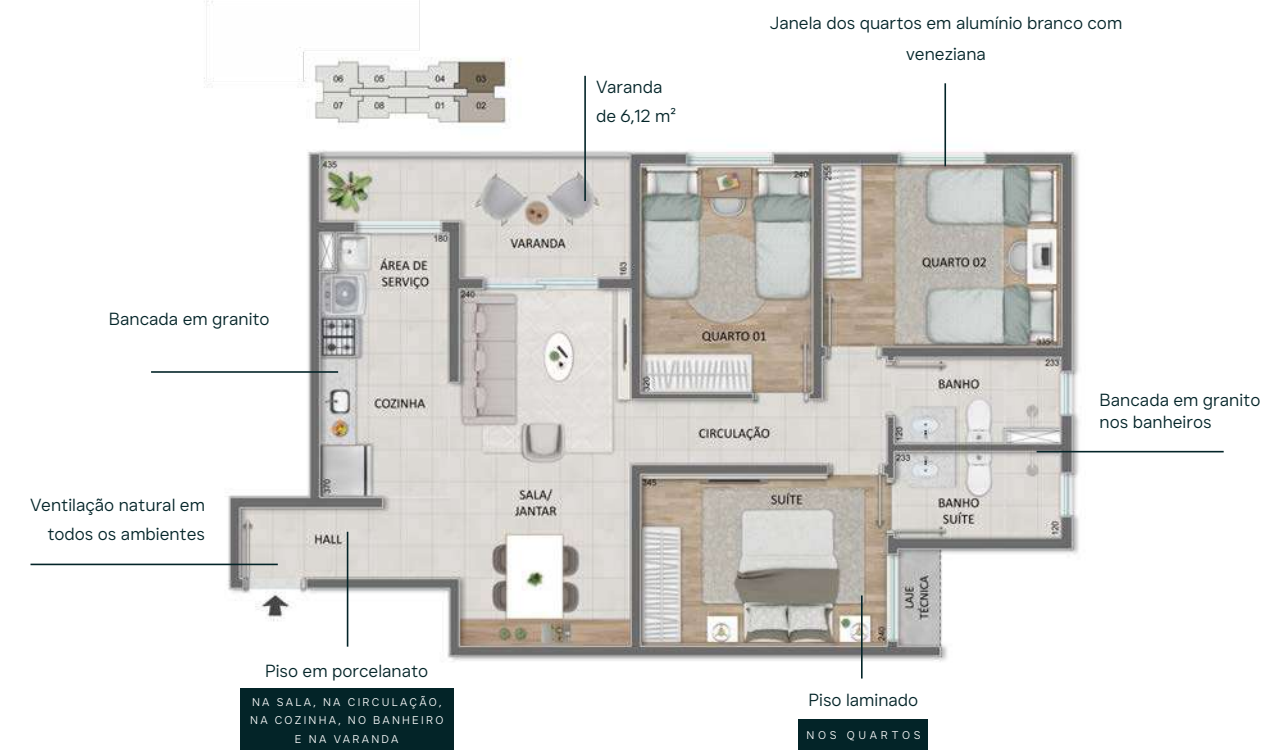 Janela dos quartos em alumínio branco com
veneziana
06
05
04
03
07
08
01
02
Varanda
de 6,12 m²
435
240
255
VARANDA
180
163
ÁREA DE
SERVIÇO
QUARTO 02
240
Bancada em granito
QUARTO 01
335
320
233
BANHO
COZINHA
Bancada em granito
nos banheiros
CIRCULAÇÃO
120
233
370
345
SUÍTE
SALA/
JANTAR
BANHO
SUÍTE
120
Ventilação natural em
todos os ambientes
HALL
LAJE
TÉCNICA
240
Piso em porcelanato
NA SALA, NA CIRCULAÇÃO,
NA COZINHA, NO BANHEIRO
E NA VARANDA
Piso laminado
NOS QUARTOS